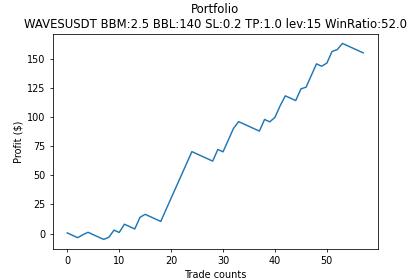 Portfolio
WAVESUSDT BBM:2.5 BBL:140 SL:0.2 TP:1.0 lev:15 WinRatio:52.0
150
125
100
75
50
25
0
Profit ($)
0 10 20 30 40 50
Trade counts